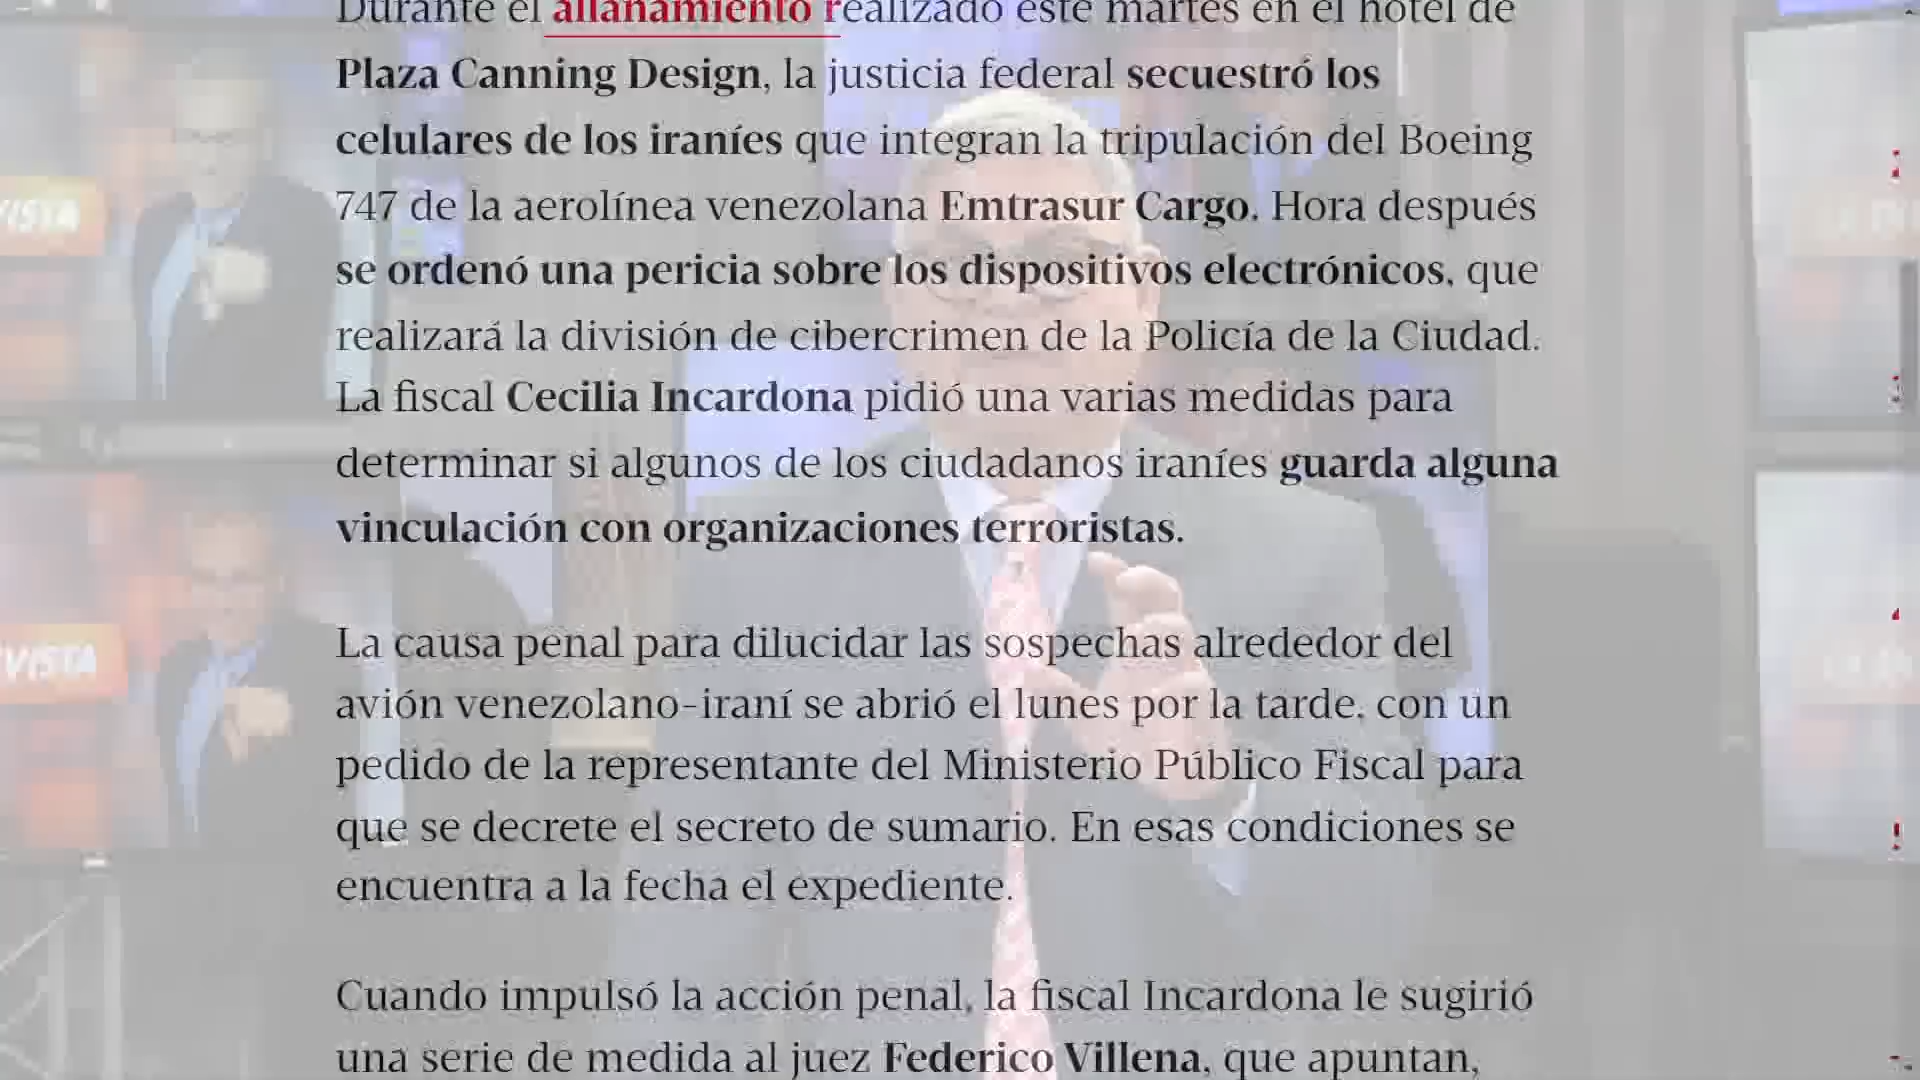 Durante el allanamiento realizado este martes en el hotel de
Plaza Canning Design, la justicia federal secuestró los
celulares de los iraníes que integran la tripulación del Boeing
747 de la aerolínea venezolana Emtrasur Cargo. Hora después
se ordenó una pericia sobre los dispositivos electrónicos, que
realizará la división de cibercrimen de la Policía de la Ciudad.
La fiscal Cecilia Incardona pidió una varias medidas para
determinar si algunos de los ciudadanos iraníes guarda alguna
vinculación con organizaciones terroristas.
La causa penal para dilucidar las sospechas alrededor del
avión venezolano-iraní se abrió el lunes por la tarde, con un
pedido de la representante del Ministerio Público Fiscal para
que se decrete el secreto de sumario. En esas condiciones se
encuentra a la fecha el expediente.
Cuando impulsó la acción penal, la fiscal Incardona le sugirió
una serie de medida al juez Federico Villena, que apuntan,
VISTA
VISTA